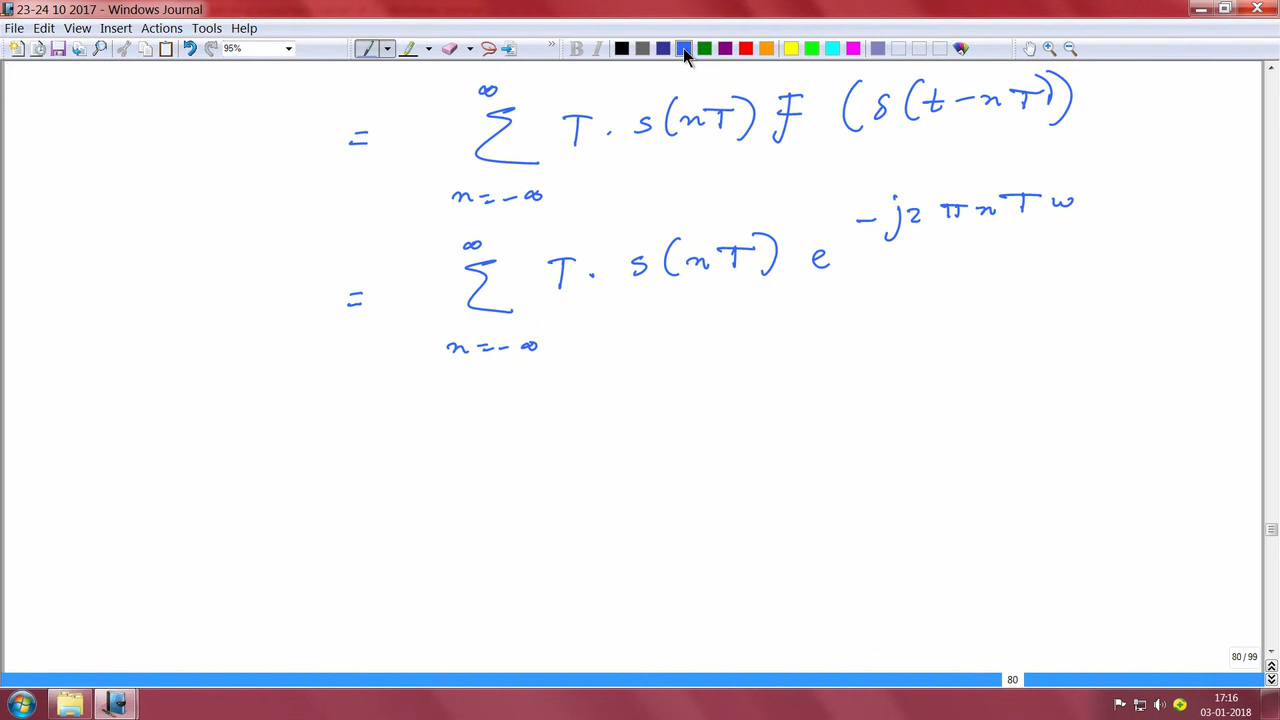 23-24 10 2017 - Windows Journal
File Edit View Insert Actions Tools Help
95%
= ∞ ∑ n=-∞ T. s(nT) F (δ(t-nT))
= ∞ ∑ n=-∞ T. s(nT) e -j2πnTω
80 / 99
80
17:16
03-01-2018